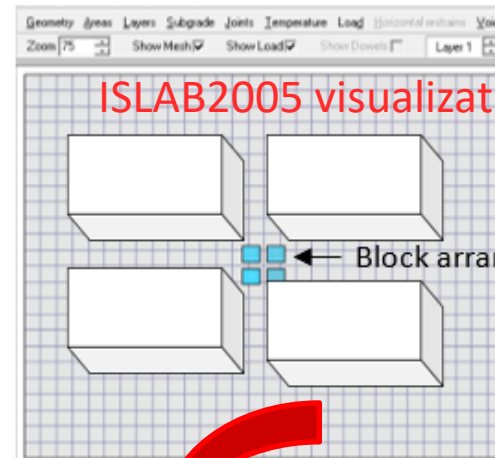 Geometry Areas Layers Subgrade Joints Temperature Load Horizontal restrains
Zoom 75 Show Mesh Show Load Show Dowels Layer 1
ISLAB2005 visualizat
Block arra